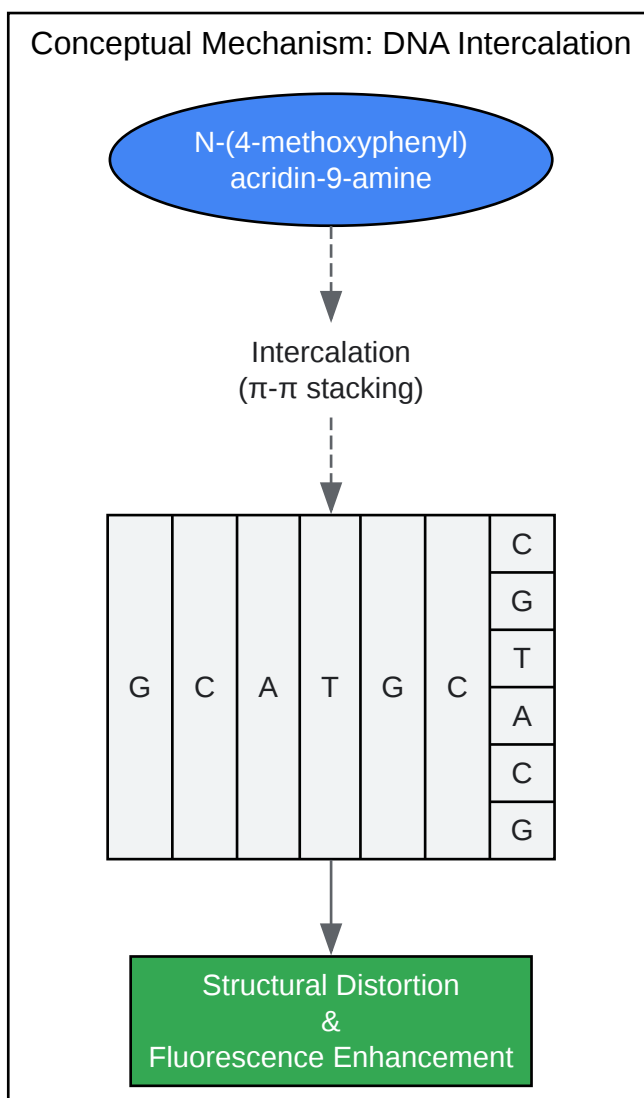 Conceptual Mechanism: DNA Intercalation
N-(4-methoxyphenyl)
acridin-9-amine
Intercalation
(π-π stacking)
G C A T G C
C
G
T
A
C
G
Structural Distortion
&
Fluorescence Enhancement